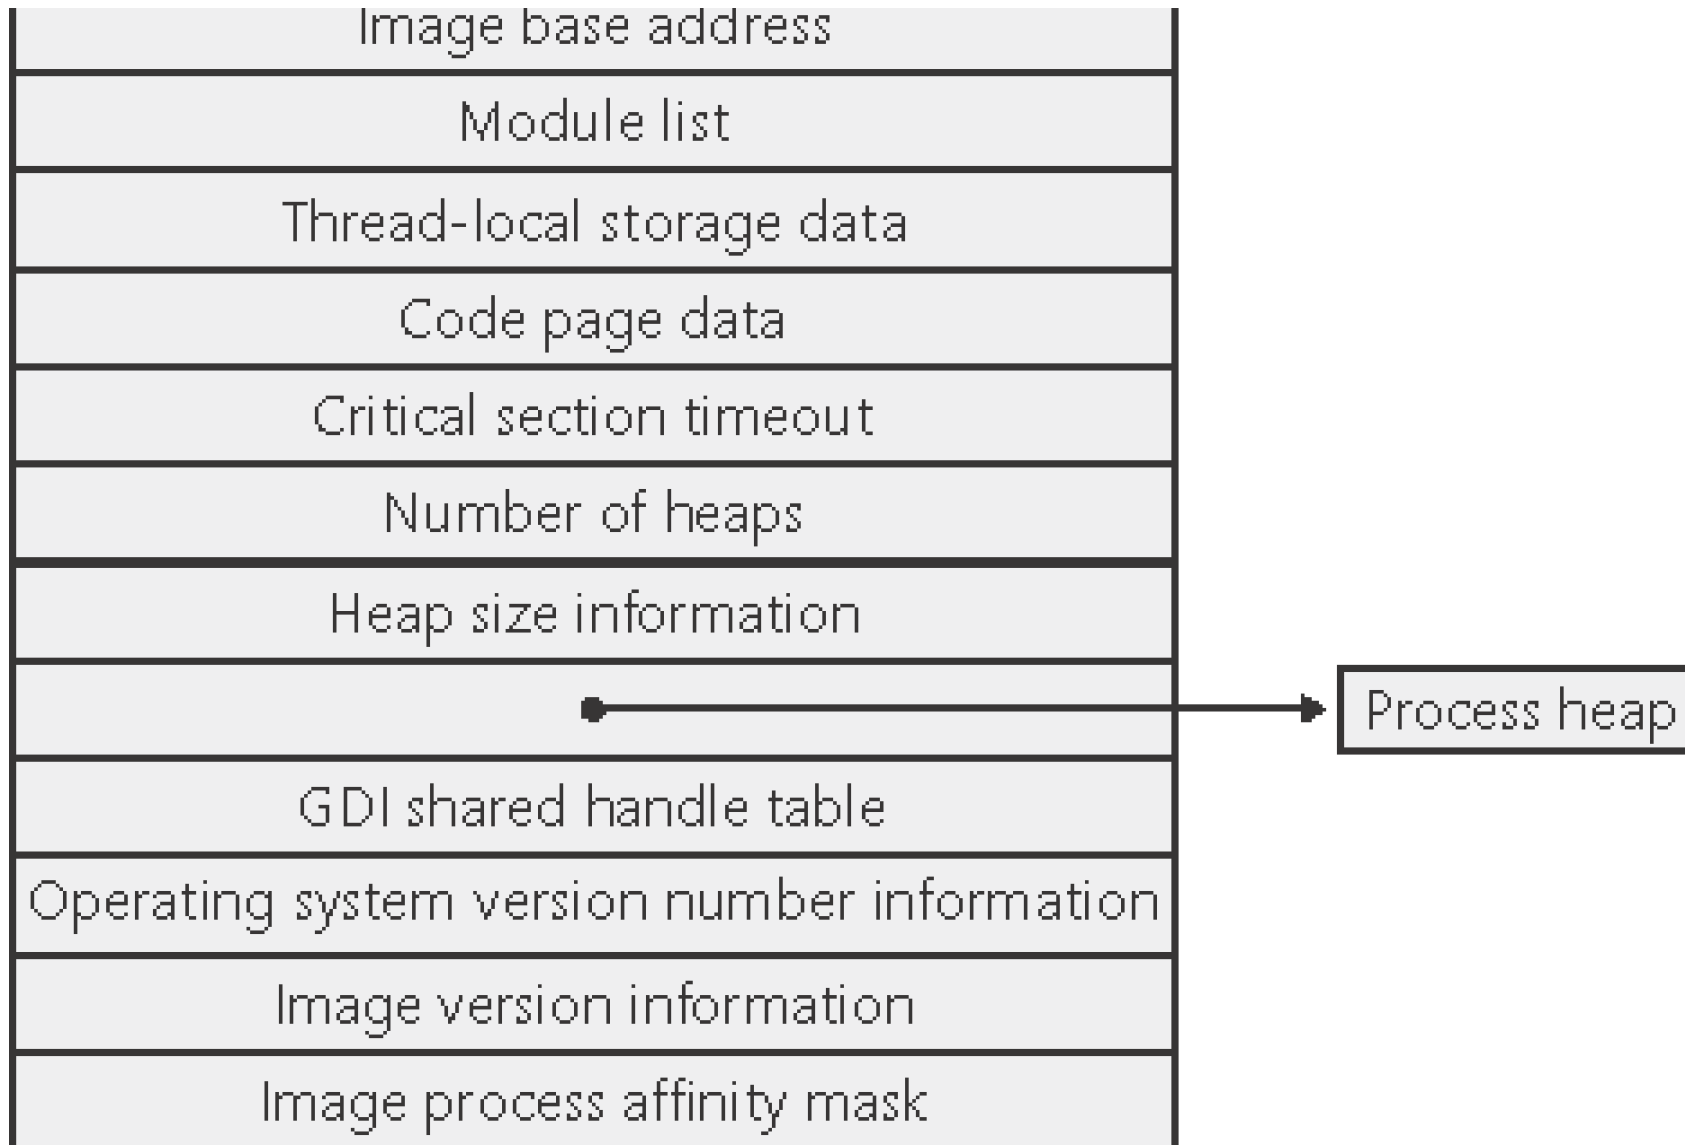 Image base address
Module list
Thread-local storage data
Code page data
Critical section timeout
Number of heaps
Heap size information
Process heap
GDI shared handle table
Operating system version number information
Image version information
Image process affinity mask